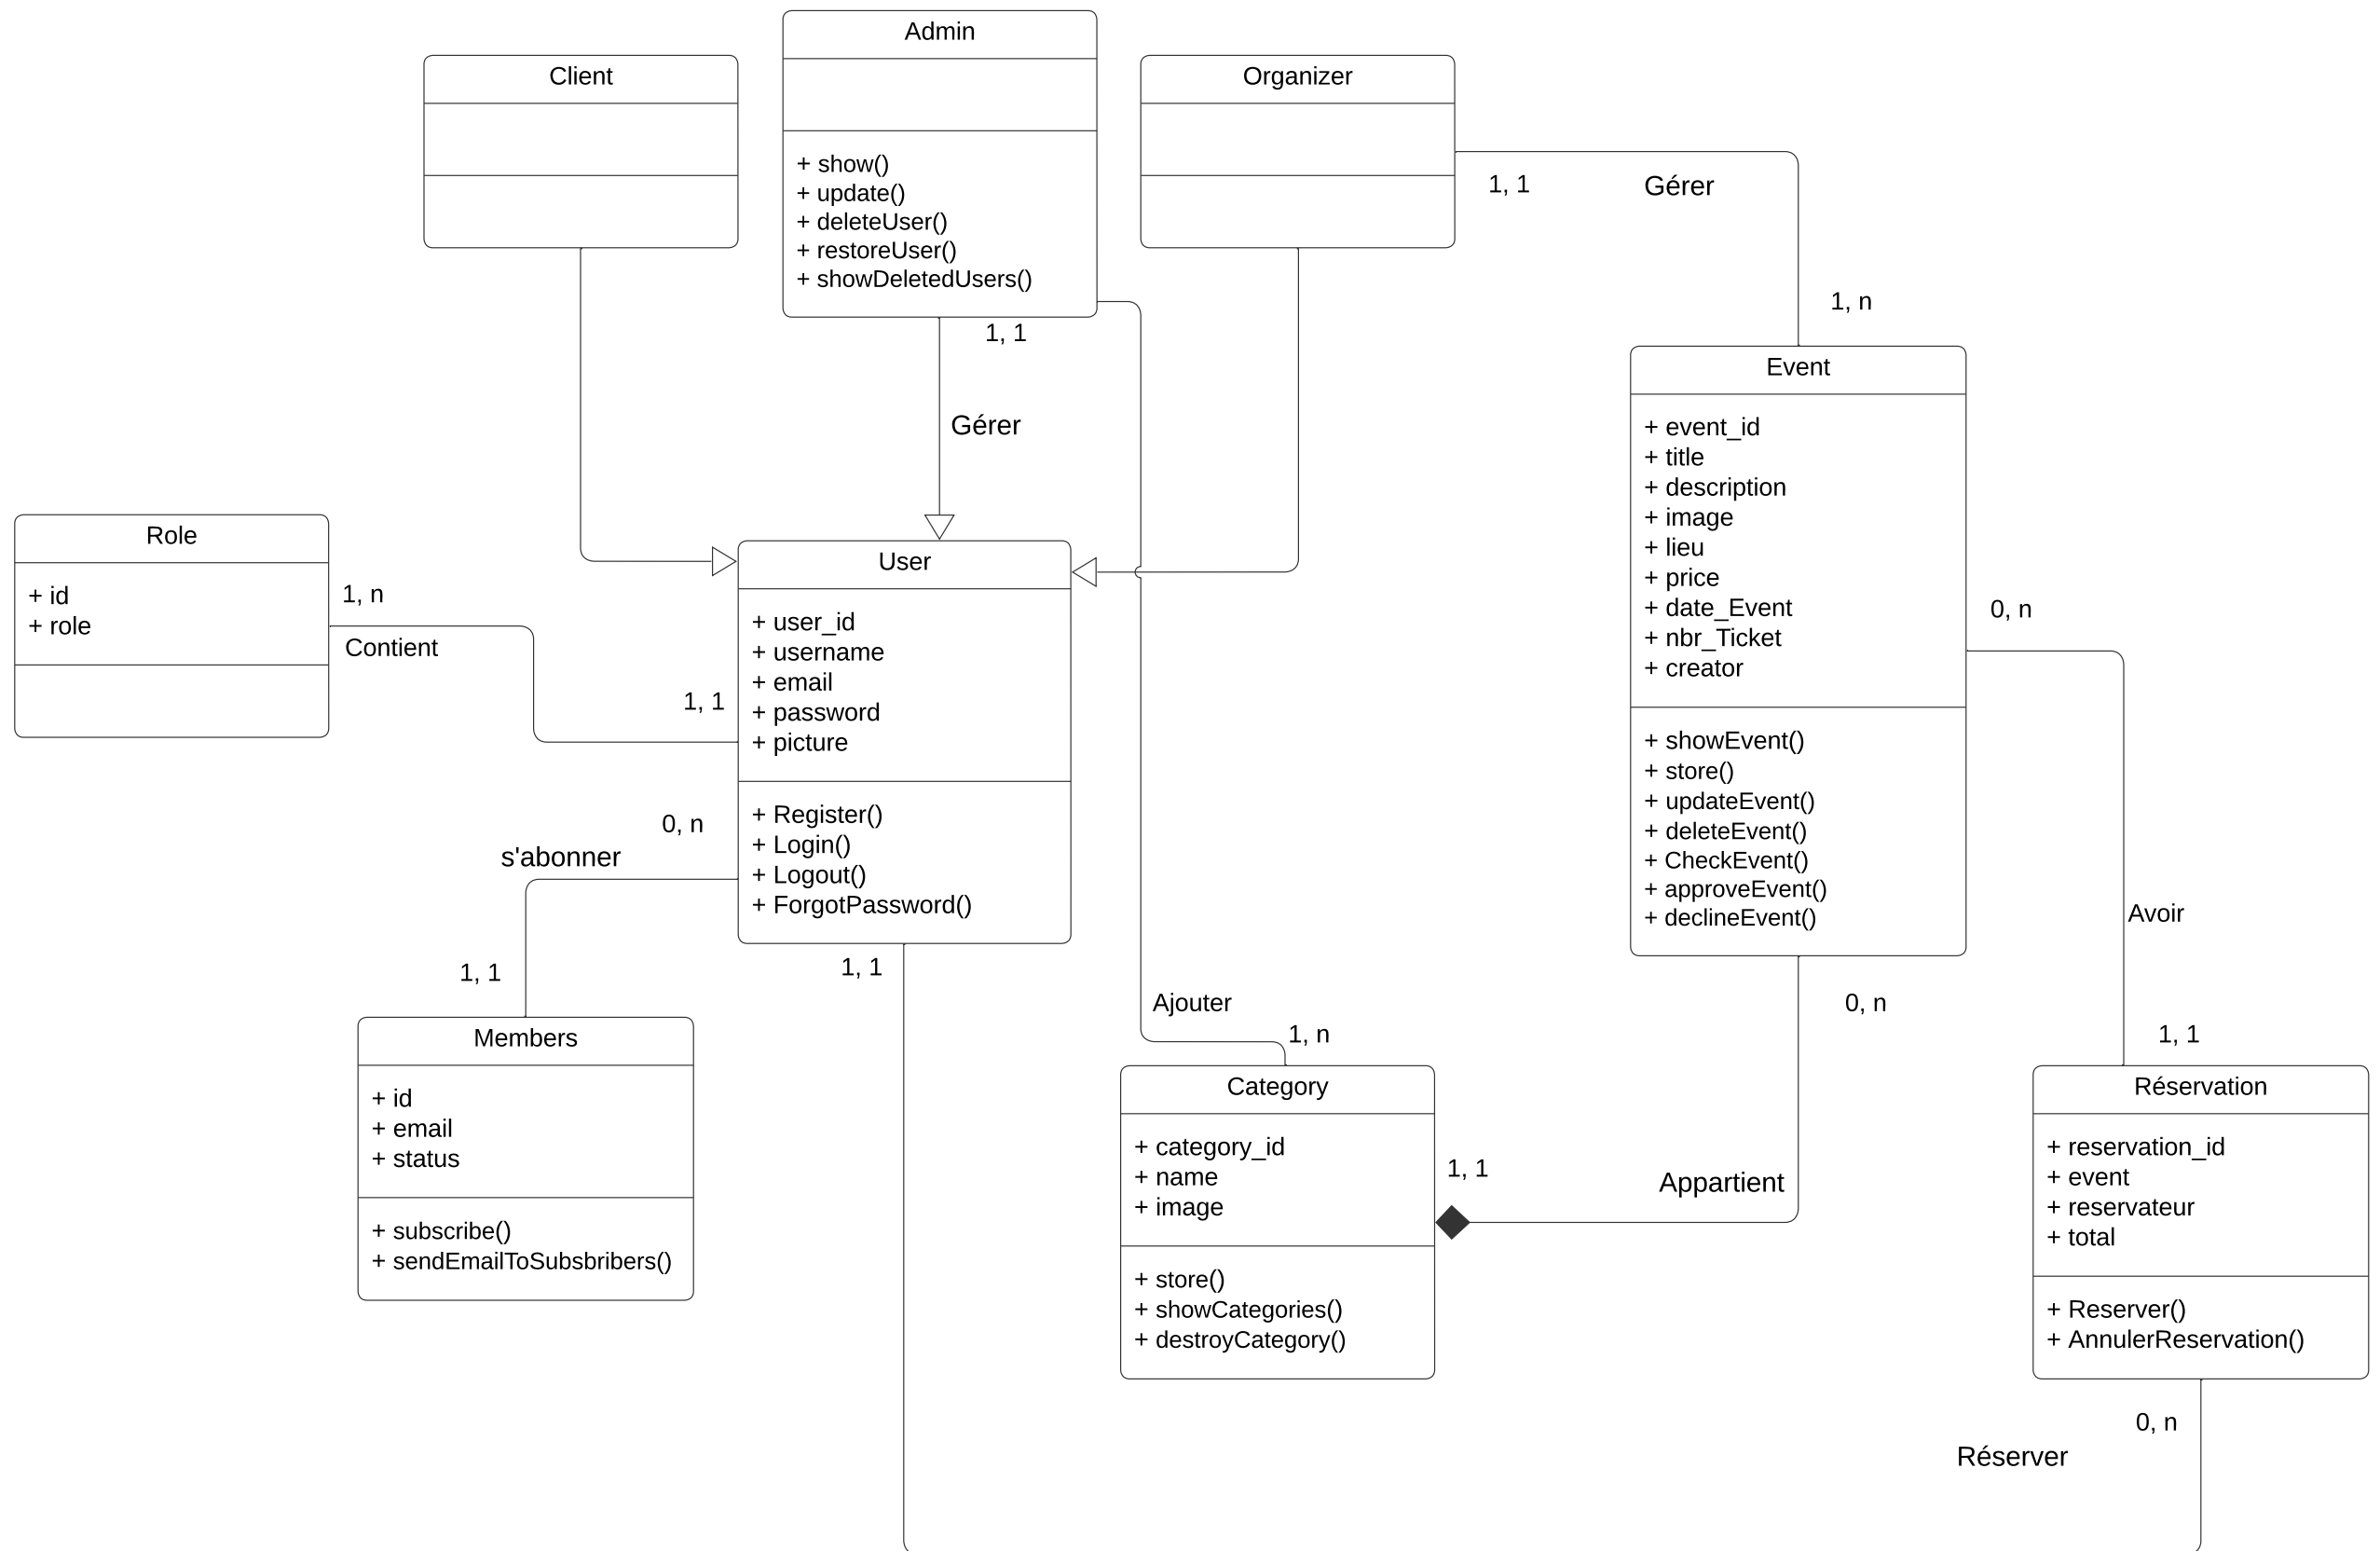 Admin
+ show()
+ update()
+ deleteUser()
+ restoreUser()
+ showDeletedUsers()
Client
Organizer
1, 1
Gérer
1, n
1, 1
Gérer
Role
+ id
+ role
1, n
Contient
1, 1
User
+ user_id
+ username
+ email
+ password
+ picture
+ Register()
+ Login()
+ Logout()
+ ForgotPassword()
Event
+ event_id
+ title
+ description
+ image
+ lieu
+ price
+ date_Event
+ nbr_Ticket
+ creator
+ showEvent()
+ store()
+ updateEvent()
+ deleteEvent()
+ CheckEvent()
+ approveEvent()
+ declineEvent()
0, n
Avoir
1, 1
0, n
s'abonner
1, 1
1, 1
Members
+ id
+ email
+ status
+ subscribe()
+ sendEmailToSubsbribers()
Ajouter
1, n
Category
+ category_id
+ name
+ image
+ store()
+ showCategories()
+ destroyCategory()
0, n
1, 1
Appartient
Réservation
+ reservation_id
+ event
+ reservateur
+ total
+ Reserver()
+ AnnulerReservation()
0, n
Réserver